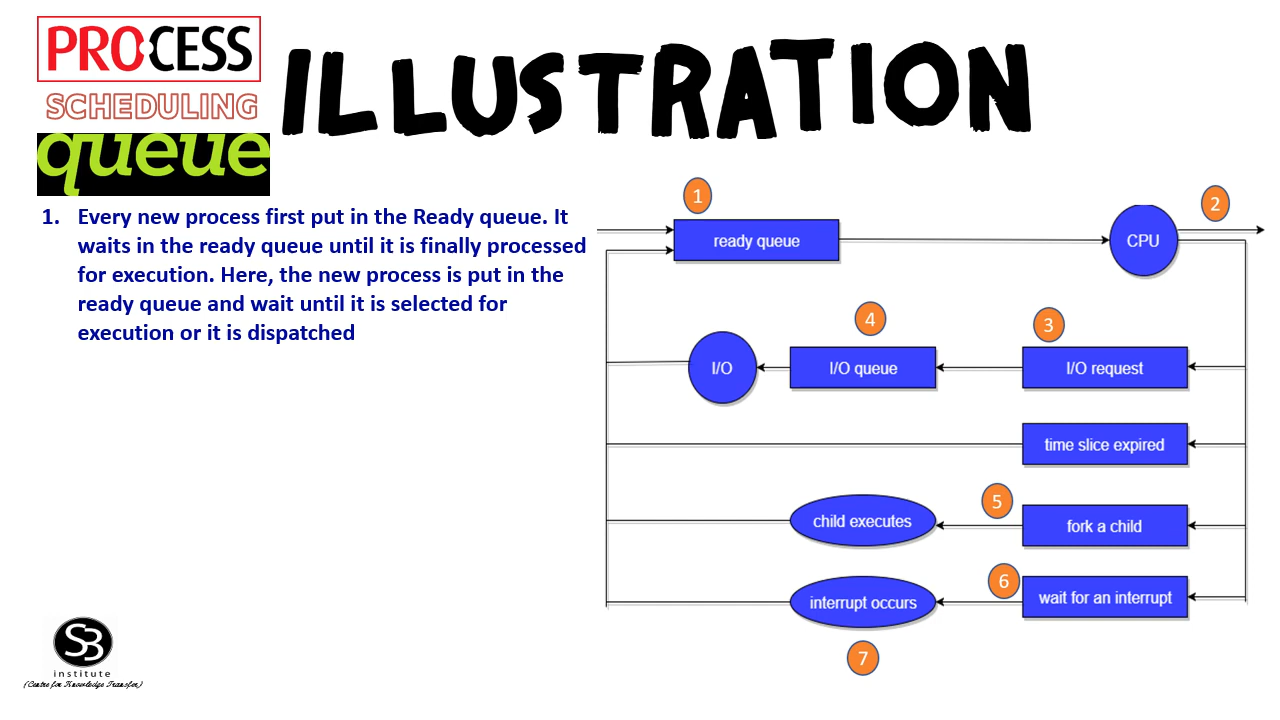 PROCESS
SCHEDULING
queue
ILLUSTRATION
1. Every new process first put in the Ready queue. It
waits in the ready queue until it is finally processed
for execution. Here, the new process is put in the
ready queue and wait until it is selected for
execution or it is dispatched
1
2
ready queue
CPU
4
3
I/O
I/O queue
I/O request
time slice expired
5
child executes
fork a child
6
interrupt occurs
wait for an interrupt
7
SB
institute
(Centre for Knowledge Transfer)